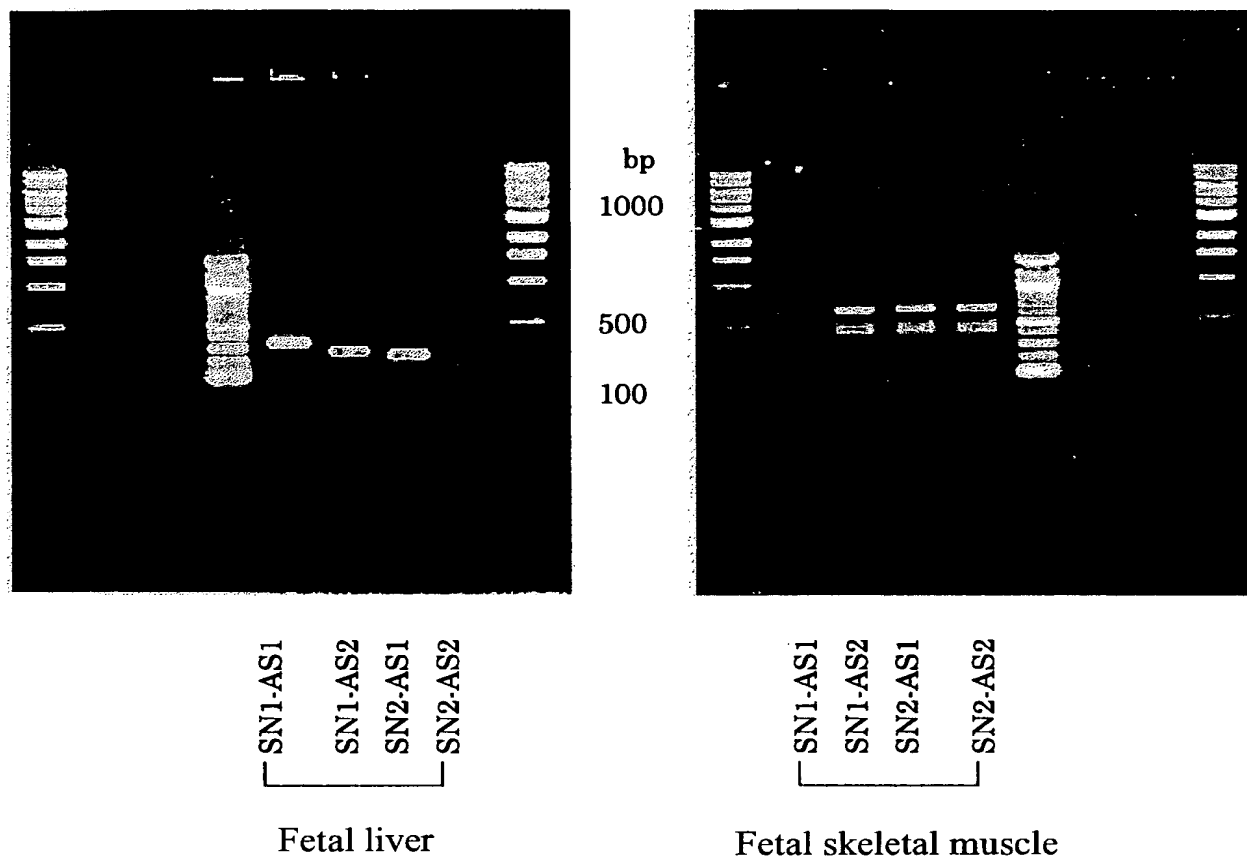 bp
1000
500
100
SN1-AS1
SN1-AS2
SN2-AS1
SN2-AS2
SN1-AS1
SN1-AS2
SN2-AS1
SN2-AS2
Fetal liver
Fetal skeletal muscle